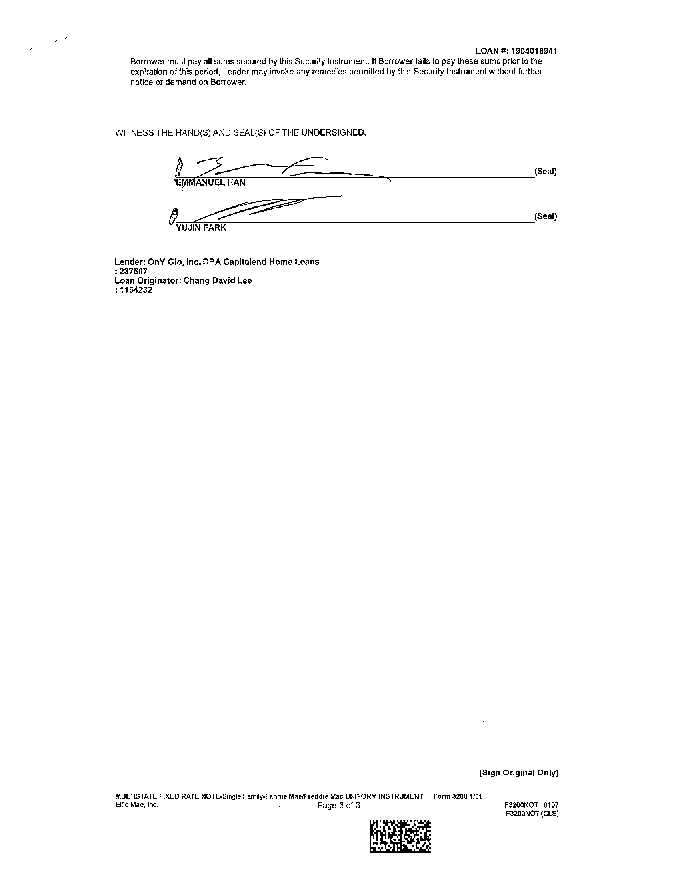 LOAN #: 1904018941
Borrower must pay all sums secured by this Security Instrument. If Borrower fails to pay these sums prior to the
expiration of this period, Lender may invoke any remedies permitted by this Security Instrument without further
notice or demand on Borrower.
WITNESS THE HAND(S) AND SEAL(S) OF THE UNDERSIGNED.
(Seal)
EMMANUEL HAN
(Seal)
YUJIN PARK
Lender: OnY Glo, Inc. DBA Capitalend Home Loans
Loan Originator: Chang David Lee
: 1164232
[Sign Original Only]
MULTISTATE FIXED RATE NOTE-Single Family-Fannie Mae/Freddie Mac UNIFORM INSTRUMENT Form 3200 1/01
Ellie Mae, Inc.
Page 3 of 3
F3200NOT 0107
F3200NOT (CLS)